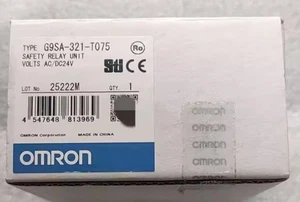 TYPE G9SA-321-T075
SAFETY RELAY UNIT
VOLTS AC/DC24V
Ro
LOT No 25222M
QTY. 1
4 547648 813969
OMRON Corporation MADE IN CHINA
OMRON